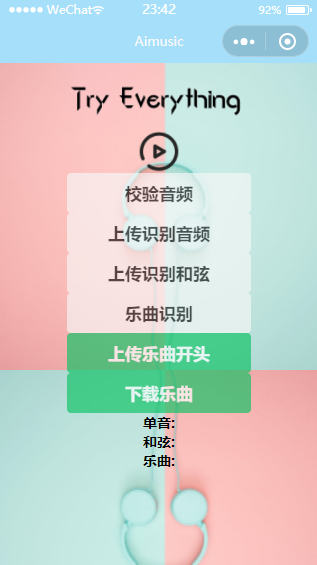 WeChat 23:42 92%
Aimusic
Try Everything
校验音频
上传识别音频
上传识别和弦
乐曲识别
上传乐曲开头
下载乐曲
单音:
和弦:
乐曲: